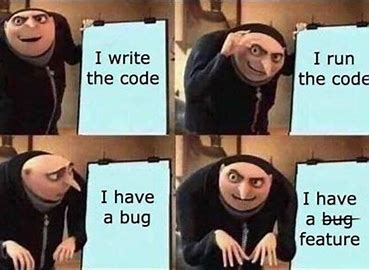 I write
the code
I run
the code
I have
a bug
I have
a bug
feature